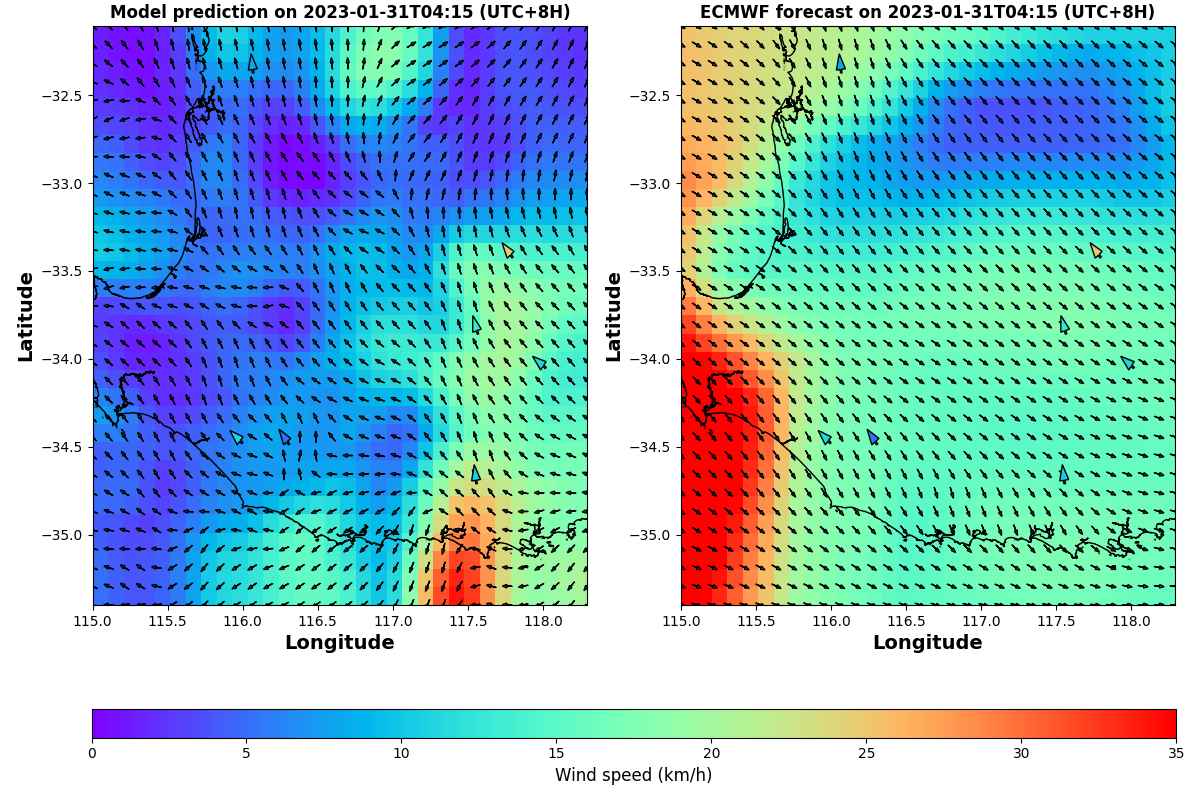 Model prediction on 2023-01-31T04:15 (UTC+8H)
ECMWF forecast on 2023-01-31T04:15 (UTC+8H)
Latitude
−32.5
−33.0
−33.5
−34.0
−34.5
−35.0
115.0 115.5 116.0 116.5 117.0 117.5 118.0
Longitude
Latitude
−32.5
−33.0
−33.5
−34.0
−34.5
−35.0
115.0 115.5 116.0 116.5 117.0 117.5 118.0
Longitude
0 5 10 15 20 25 30 35
Wind speed (km/h)